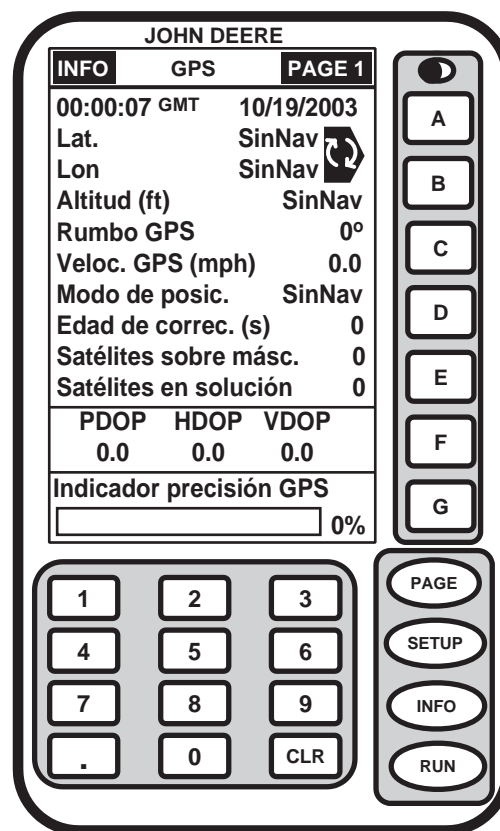 JOHN DEERE
INFO GPS PAGE 1
00:00:07 GMT 10/19/2003
Lat. SinNav
Lon SinNav
Altitud (ft) SinNav
Rumbo GPS 0º
Veloc. GPS (mph) 0.0
Modo de posic. SinNav
Edad de correc. (s) 0
Satélites sobre másc. 0
Satélites en solución 0
PDOP HDOP VDOP
0.0 0.0 0.0
Indicador precisión GPS
0%
A
B
C
D
E
F
G
1 2 3
4 5 6
7 8 9
. 0 CLR
PAGE
SETUP
INFO
RUN